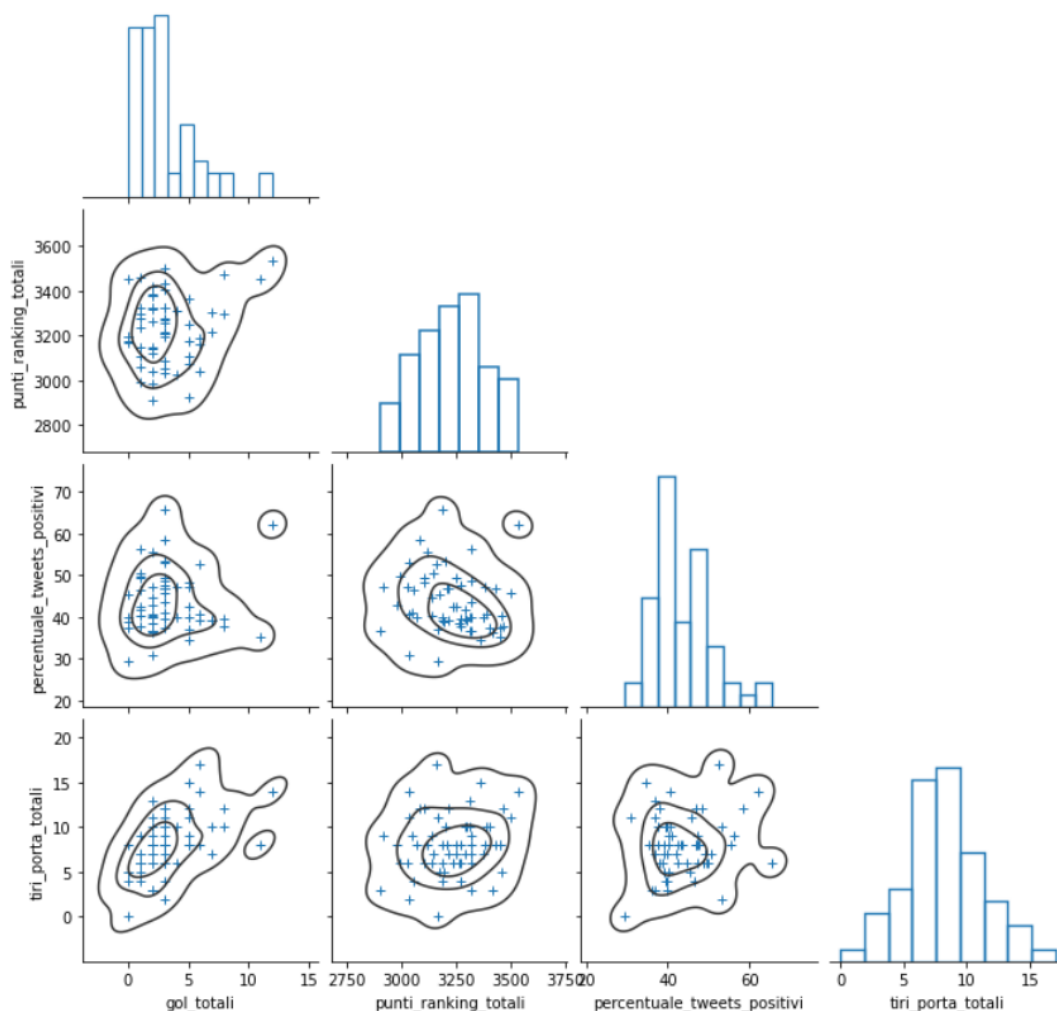 punti_ranking_totali
3600
3400
3200
3000
2800
percentuale_tweets_positivi
70
60
50
40
30
20
tiri_porta_totali
20
15
10
5
0
0 5 10 15
2750 3000 3250 3500 3750
20 40 60
0 5 10 15
gol_totali punti_ranking_totali percentuale_tweets_positivi tiri_porta_totali